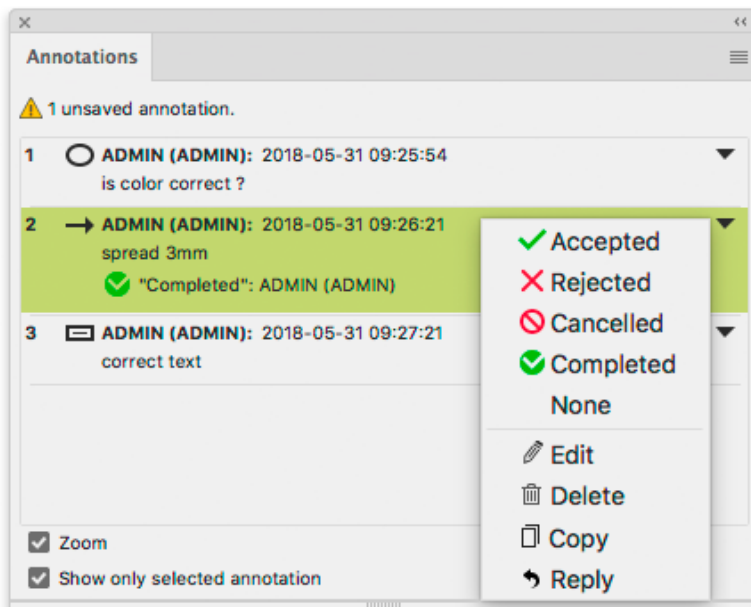 Annotations
1 unsaved annotation.
1 ADMIN (ADMIN): 2018-05-31 09:25:54
is color correct ?
2 ADMIN (ADMIN): 2018-05-31 09:26:21
spread 3mm
"Completed": ADMIN (ADMIN)
3 ADMIN (ADMIN): 2018-05-31 09:27:21
correct text
Accepted
Rejected
Cancelled
Completed
None
Edit
Delete
Copy
Reply
Zoom
Show only selected annotation